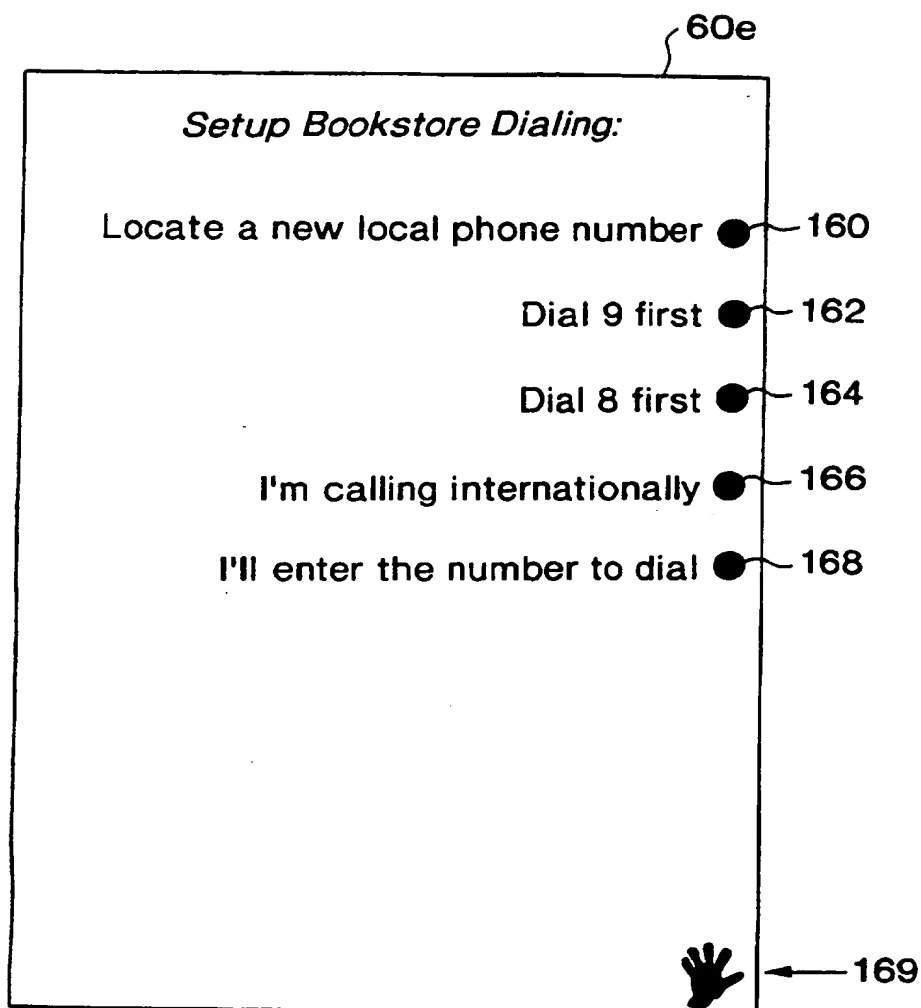 60e
Setup Bookstore Dialing:
Locate a new local phone number 160
Dial 9 first 162
Dial 8 first 164
I'm calling internationally 166
I'll enter the number to dial 168
169